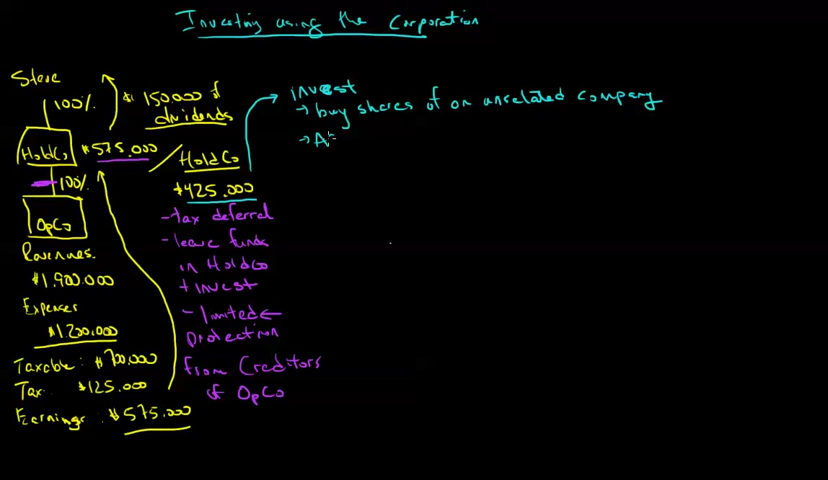 Investing using the Corporation
Steve
100%
$150,000 of
dividends
HoldCo
$575,000
100%
OpCo
Revenues:
$1,900,000
Expenses
$1,200,000
Taxable: $700,000
Tax: $125,000
Earnings: $575,000
HoldCo
$425,000
-tax deferral
-leave funds
in HoldCo
+ invest
- limited ←
protection
from Creditors
of OpCo
invest
→ buy shares of an unrelated company
→